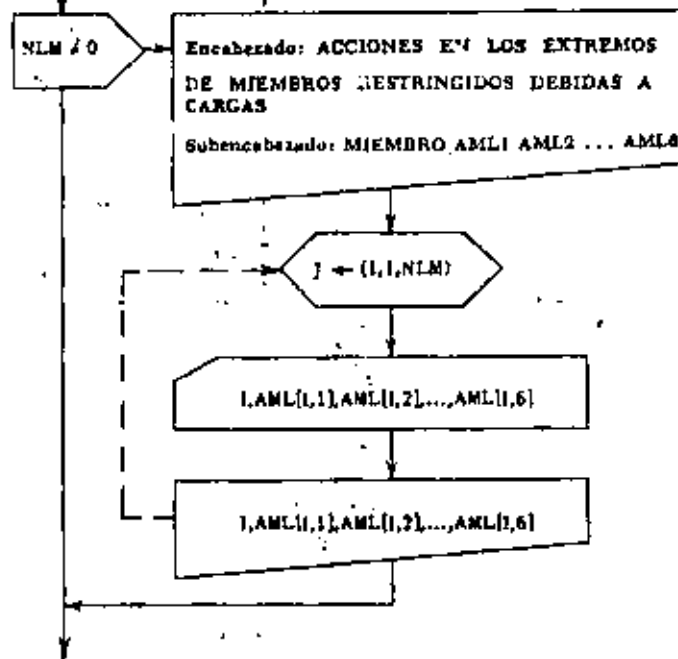 NLM ≠ 0
Encabezado: ACCIONES EN LOS EXTREMOS
DE MIEMBROS RESTRINGIDOS DEBIDAS A
CARGAS
Subencabezado: MIEMBRO AML1 AML2 ... AML6
J ← (1,1,NLM)
I,AML[I,1],AML[I,2],...,AML[I,6]
I,AML[I,1],AML[I,2],...,AML[I,6]